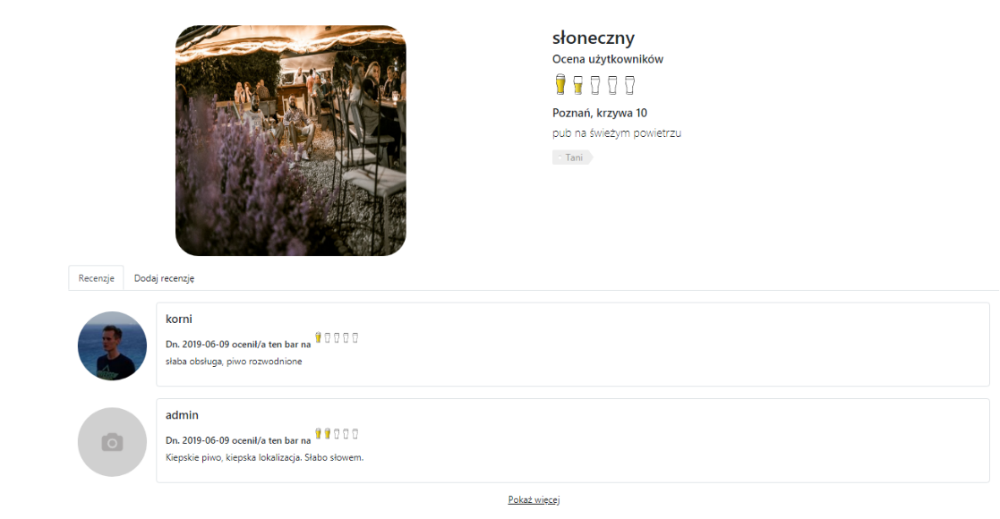 słoneczny
Ocena użytkowników
Poznań, krzywa 10
pub na świeżym powietrzu
Tani
Recenzje
Dodaj recenzję
korni
Dn. 2019-06-09 ocenił/a ten bar na
słaba obsługa, piwo rozwodnione
admin
Dn. 2019-06-09 ocenił/a ten bar na
Kiepskie piwo, kiepska lokalizacja. Słabo słowem.
Pokaż więcej